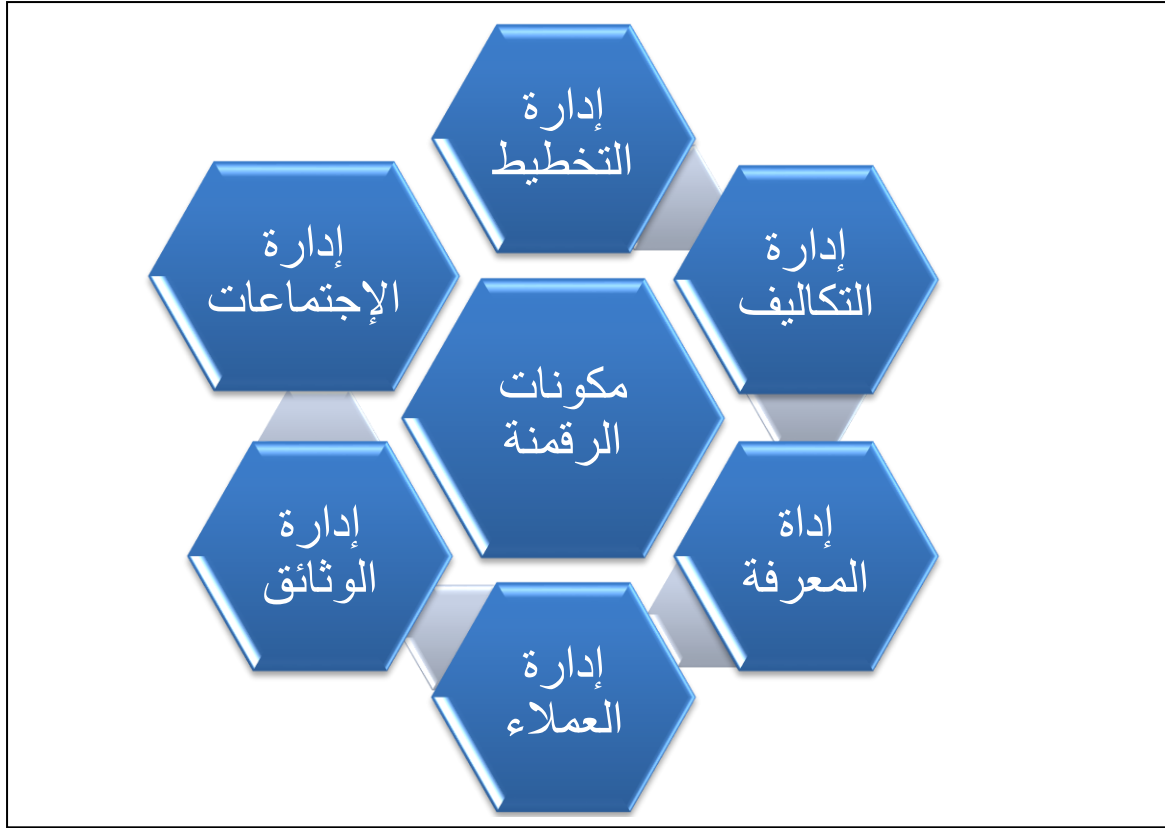 إدارة
التخطيط
إدارة
التكاليف
إداة
المعرفة
إدارة
العملاء
إدارة
الوثائق
إدارة
الإجتماعات
مكونات
الرقمنة